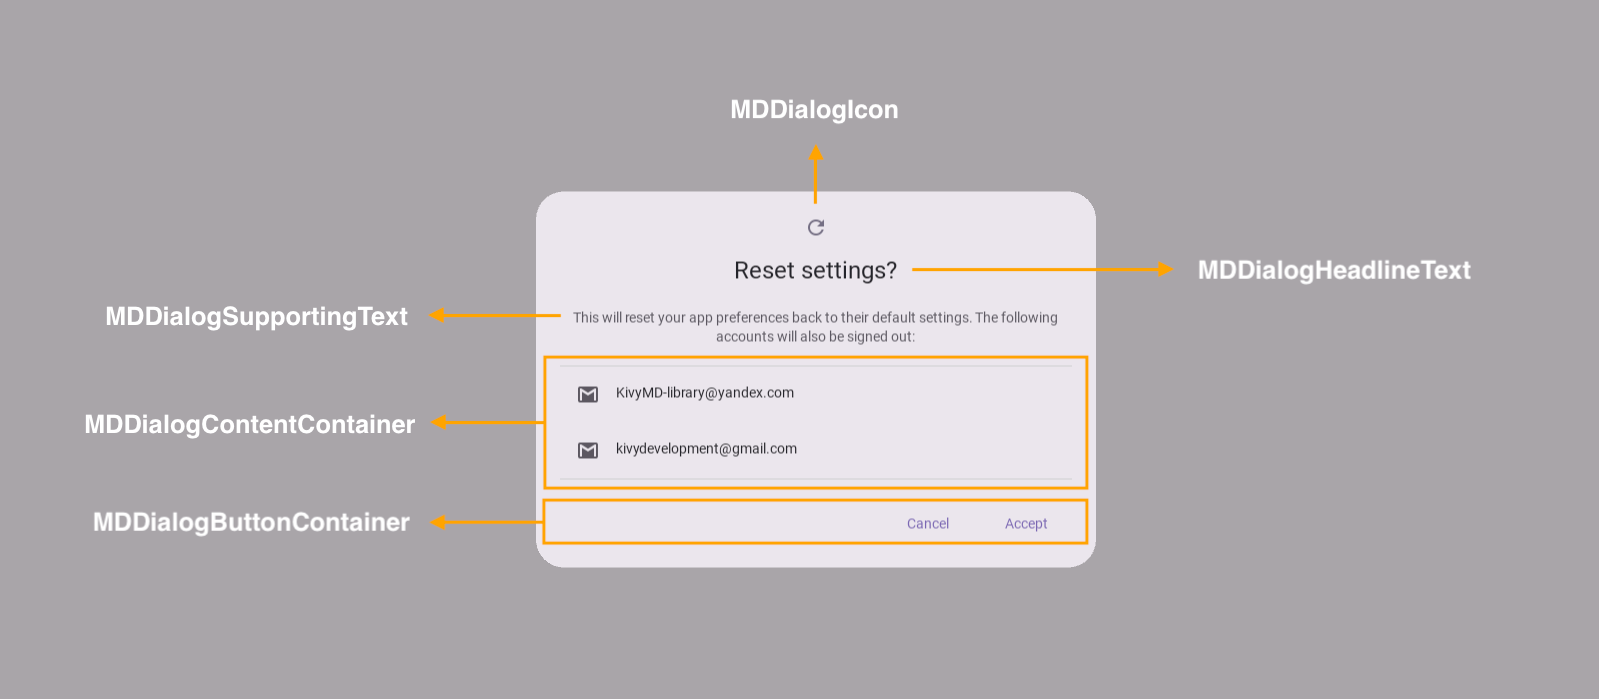 MDDialogIcon
Reset settings?
MDDialogHeadlineText
MDDialogSupportingText
This will reset your app preferences back to their default settings. The following
accounts will also be signed out:
KivyMD-library@yandex.com
MDDialogContentContainer
kivydevelopment@gmail.com
MDDialogButtonContainer
Cancel
Accept